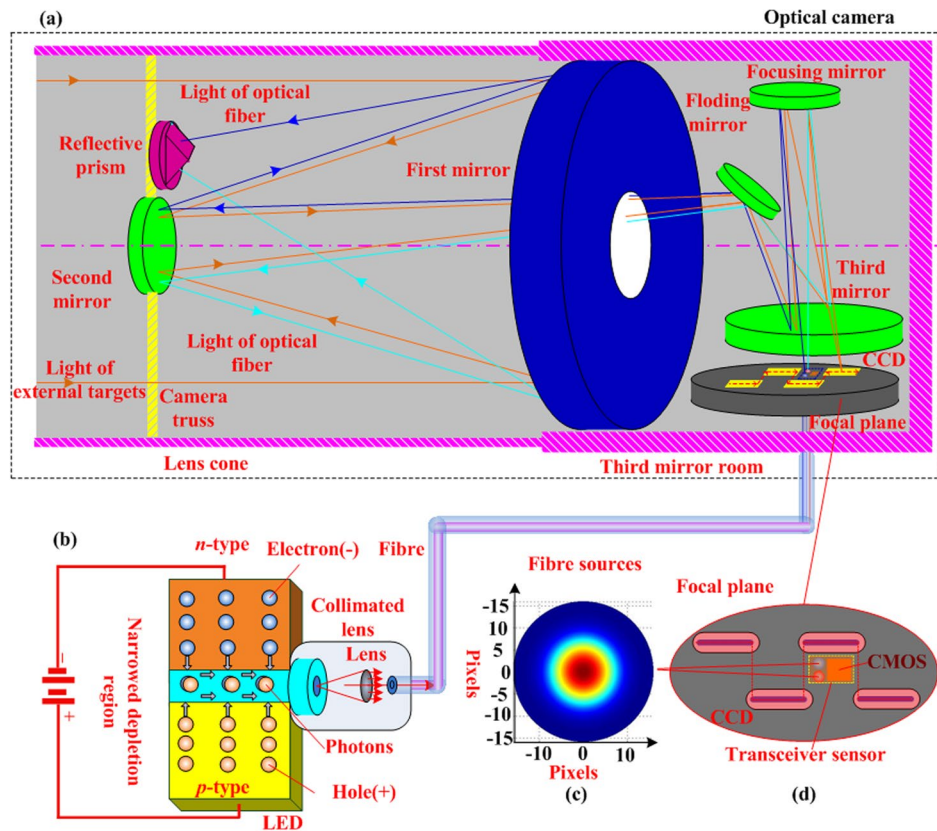 (a)
Optical camera
Light of optical
fiber
Focusing mirror
Floding
mirror
Reflective
prism
First mirror
Second
mirror
Third
mirror
Light of optical
fiber
CCD
Light of
external targets
Camera
truss
Focal plane
Lens cone
Third mirror room
(b)
n-type
Electron(-)
Fibre
Collimated
lens
Lens
Narrowed depletion
region
−
+
Photons
p-type
Hole(+)
LED
Fibre sources
-15
15
10
5
0
-5
-10
-15
Pixels
-10
0
10
Pixels
(c)
Focal plane
CMOS
CCD
Transceiver sensor
(d)